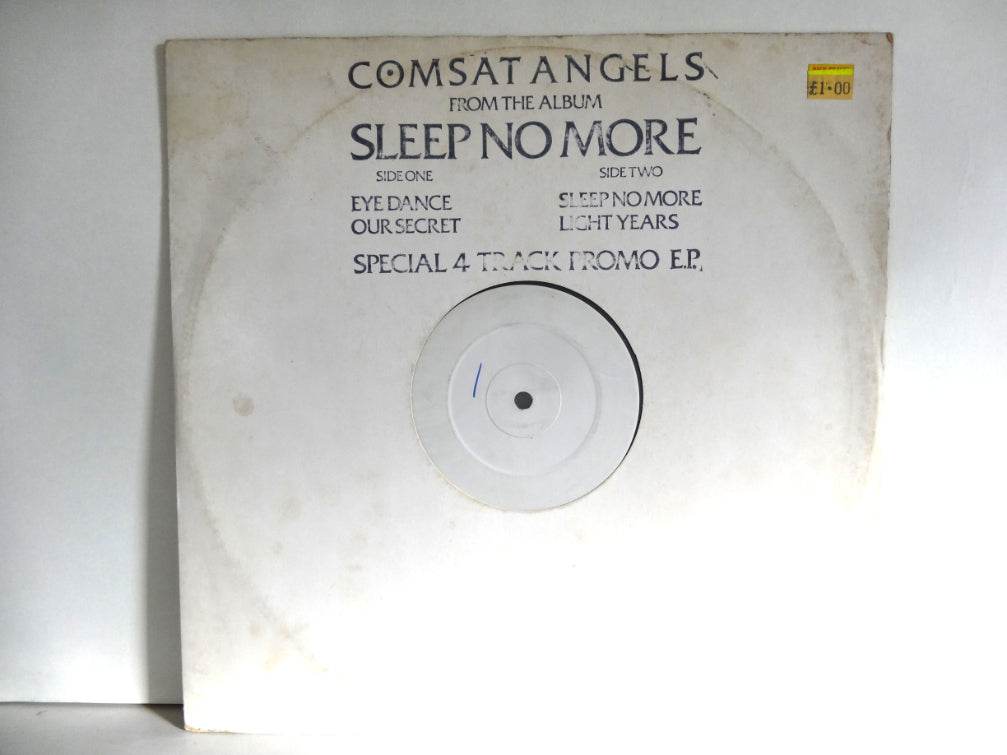 COMSAT ANGELS
FROM THE ALBUM
SLEEP NO MORE
SIDE ONE SIDE TWO
EYE DANCE SLEEP NO MORE
OUR SECRET LIGHT YEARS
SPECIAL 4 TRACK PROMO E.P.
£1·00
1